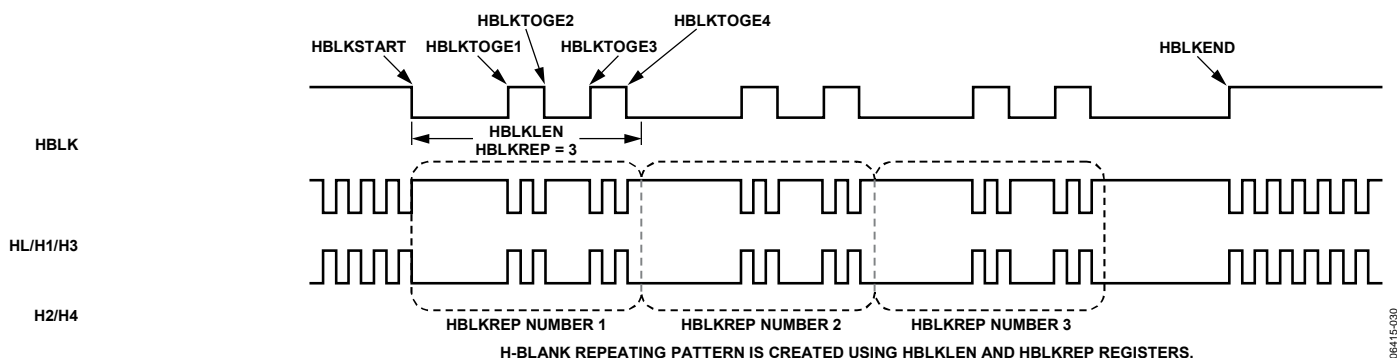 HBLKTOGE2
HBLKTOGE4
HBLKSTART
HBLKTOGE1
HBLKTOGE3
HBLKEND
HBLKLEN
HBLKREP = 3
HBLK
HL/H1/H3
H2/H4
HBLKREP NUMBER 1
HBLKREP NUMBER 2
HBLKREP NUMBER 3
H-BLANK REPEATING PATTERN IS CREATED USING HBLKLEN AND HBLKREP REGISTERS.
06415-030